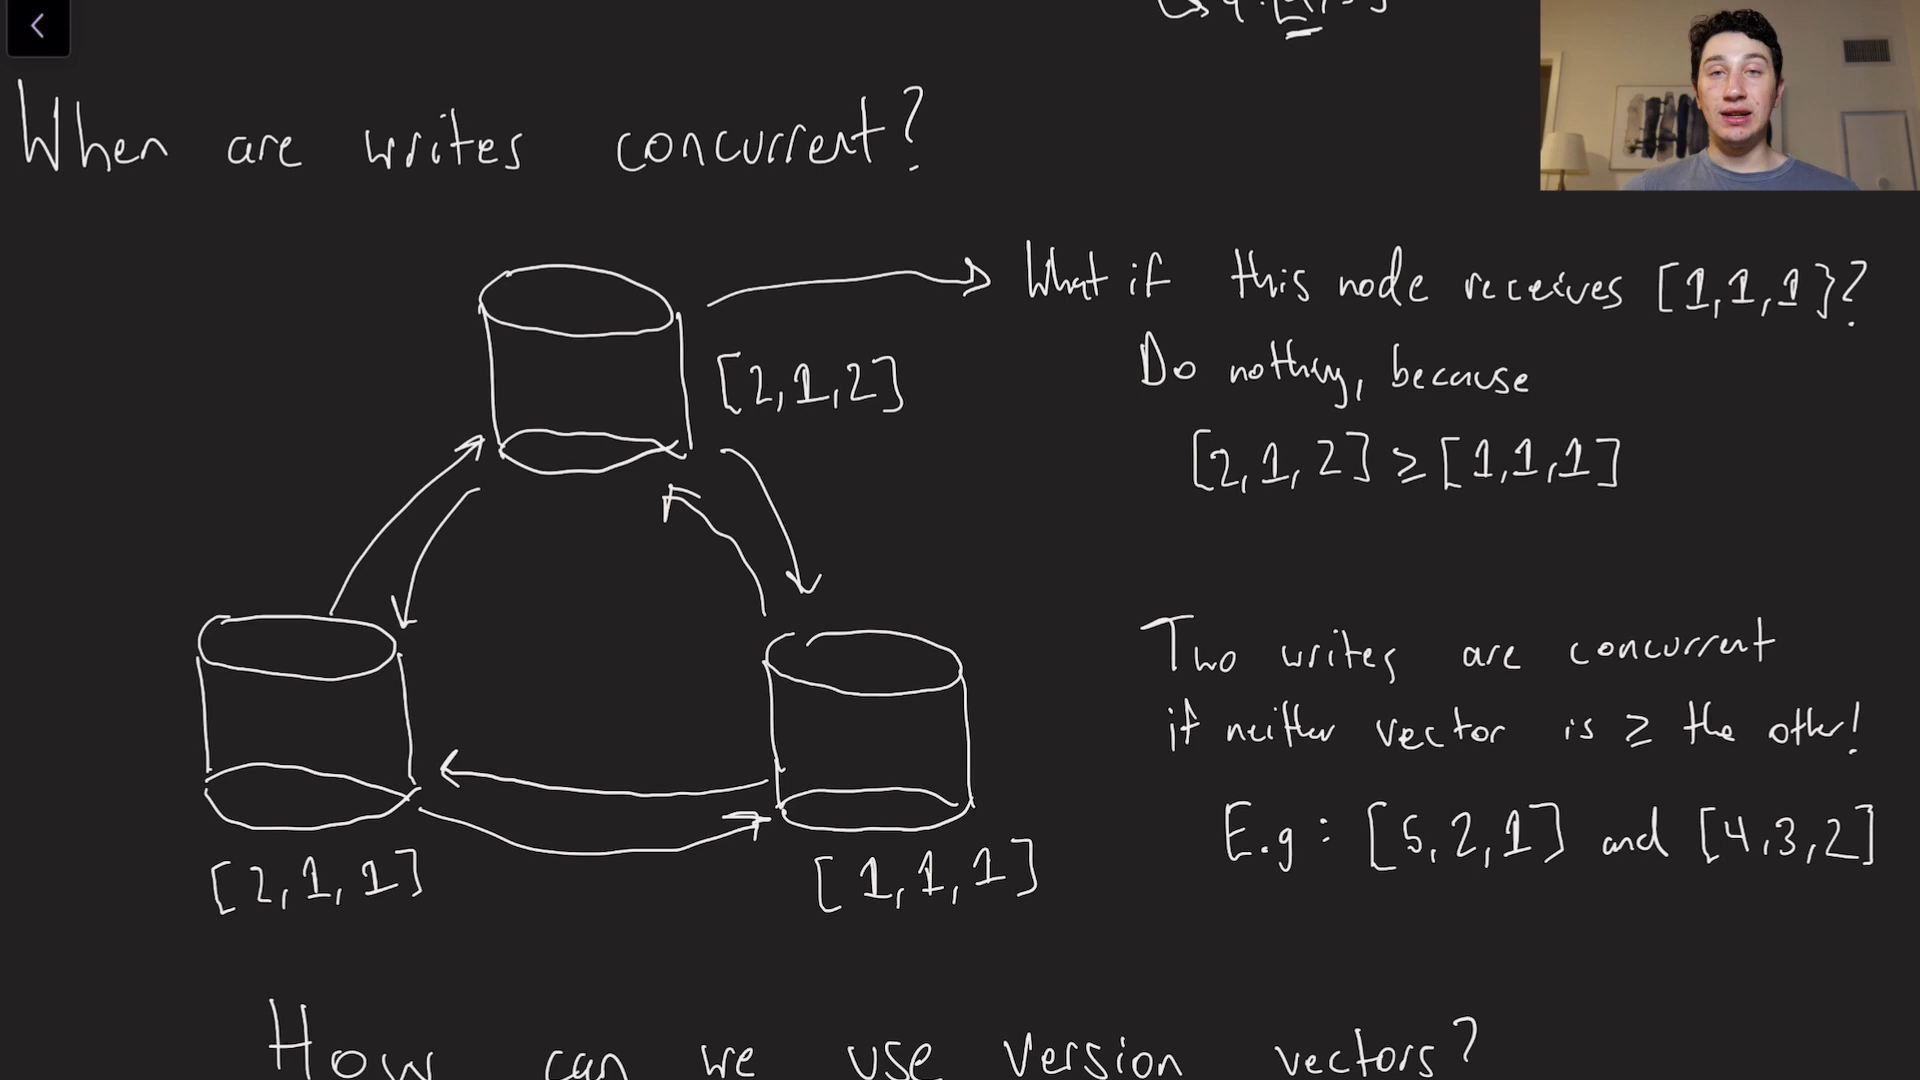 When are writes concurrent?
What if this node receives [1,1,1]?
Do nothing, because
[2,1,2] ≥ [1,1,1]
[2,1,2]
Two writes are concurrent
if neither vector is ≥ the other!
E.g : [5,2,1] and [4,3,2]
[2,1,1]
[1,1,1]
How can we use version vectors?